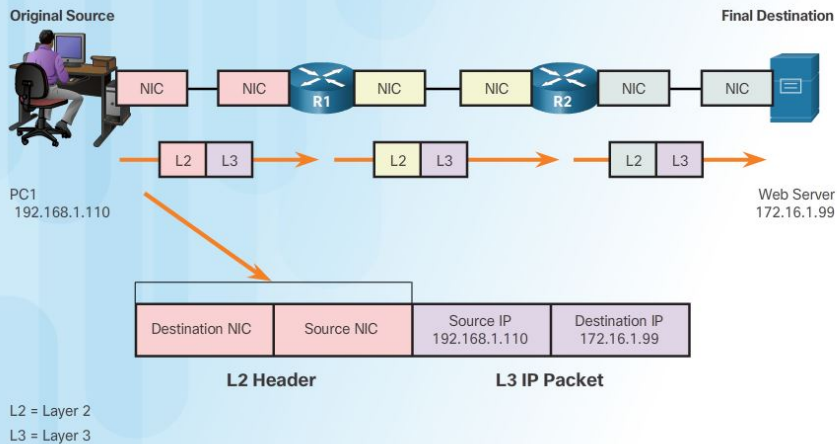 Original Source
Final Destination
NIC
NIC
R1
NIC
NIC
R2
NIC
NIC
L2
L3
L2
L3
L2
L3
PC1
192.168.1.110
Web Server
172.16.1.99
Destination NIC
Source NIC
Source IP
192.168.1.110
Destination IP
172.16.1.99
L2 Header
L3 IP Packet
L2 = Layer 2
L3 = Layer 3